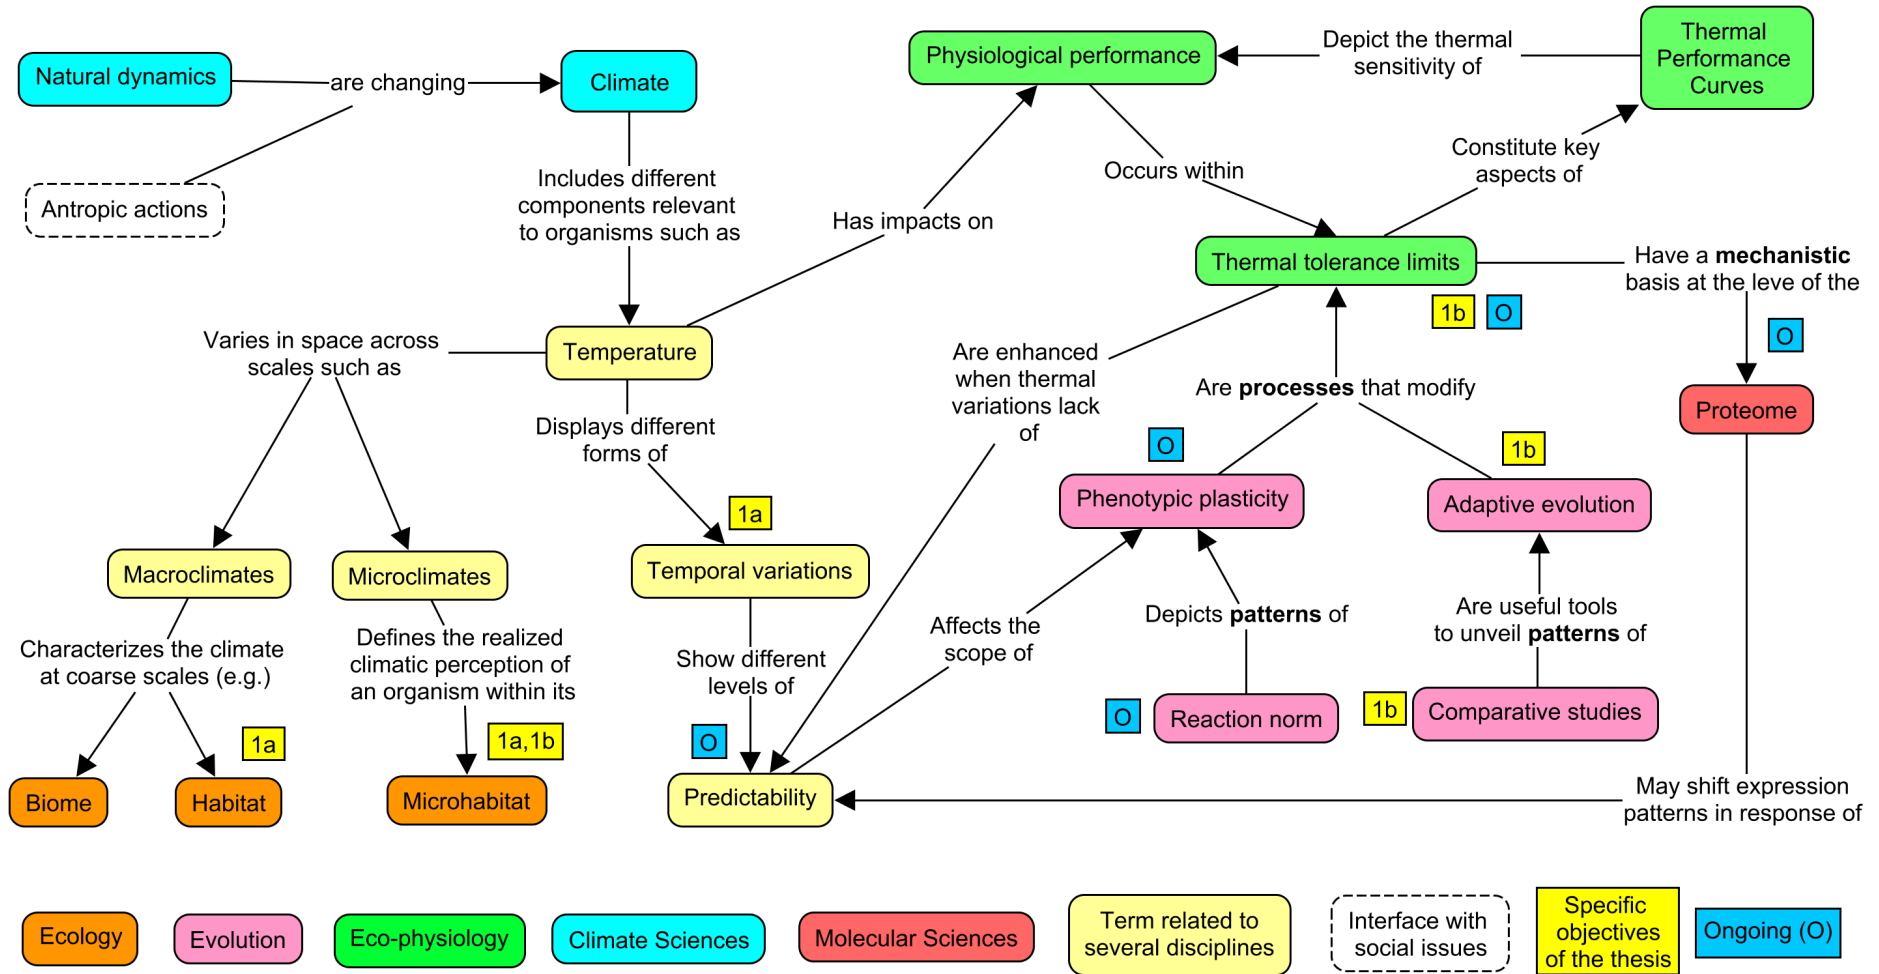 Natural dynamics
are changing
Climate
Antropic actions
Includes different
components relevant
to organisms such as
Physiological performance
Depict the thermal
sensitivity of
Thermal
Performance
Curves
Occurs within
Constitute key
aspects of
Has impacts on
Thermal tolerance limits
Have a mechanistic
basis at the leve of the
1b
O
O
Varies in space across
scales such as
Temperature
Are enhanced
when thermal
variations lack
of
Are processes that modify
Proteome
Displays different
forms of
O
1b
1a
Phenotypic plasticity
Adaptive evolution
Macroclimates
Microclimates
Temporal variations
Characterizes the climate
at coarse scales (e.g.)
Defines the realized
climatic perception of
an organism within its
Show different
levels of
Affects the
scope of
Depicts patterns of
Are useful tools
to unveil patterns of
1a
1a,1b
O
O
Reaction norm
1b
Comparative studies
Biome
Habitat
Microhabitat
Predictability
May shift expression
patterns in response of
Ecology
Evolution
Eco-physiology
Climate Sciences
Molecular Sciences
Term related to
several disciplines
Interface with
social issues
Specific
objectives
of the thesis
Ongoing (O)